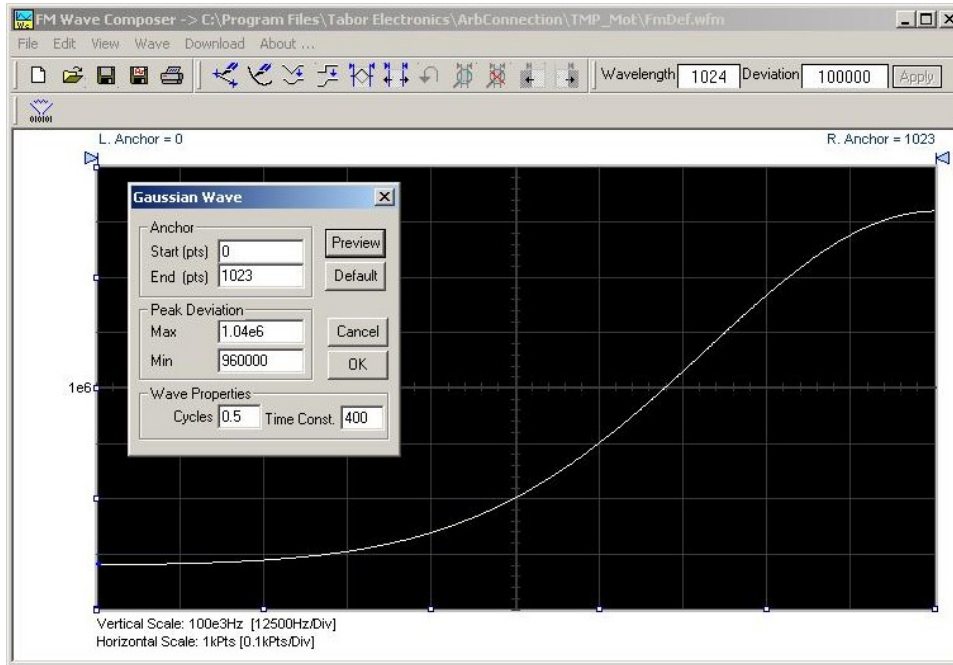 FM Wave Composer -> C:\Program Files\Tabor Electronics\ArbConnection\TMP_Mot\FmDef.wfm
File Edit View Wave Download About ...
Wavelength 1024 Deviation 100000 Apply
010101
L. Anchor = 0 R. Anchor = 1023
Gaussian Wave
Anchor
Start (pts) 0
End (pts) 1023
Preview
Default
Peak Deviation
Max 1.04e6
Min 960000
Cancel
OK
Wave Properties
Cycles 0.5 Time Const. 400
1e6
Vertical Scale: 100e3Hz [12500Hz/Div]
Horizontal Scale: 1kPts [0.1kPts/Div]